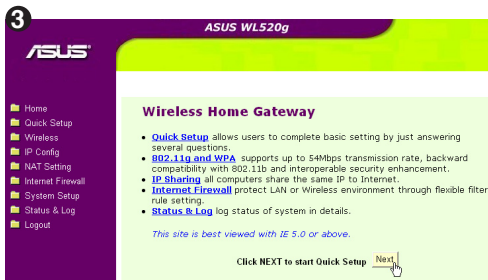 3
ASUS WL520g
ASUS
Home
Quick Setup
Wireless
IP Config
NAT Setting
Internet Firewall
System Setup
Status & Log
Logout
Wireless Home Gateway
• Quick Setup allows users to complete basic setting by just answering
several questions.
• 802.11g and WPA supports up to 54Mbps transmission rate, backward
compatibility with 802.11b and interoperable security enhancement.
• IP Sharing all computers share the same IP to Internet.
• Internet Firewall protect LAN or Wireless environment through flexible filter
rule setting.
• Status & Log log status of system in details.
This site is best viewed with IE 5.0 or above.
Click NEXT to start Quick Setup Next